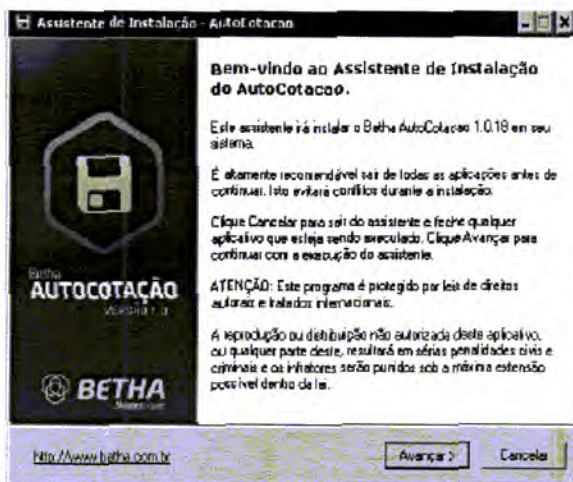 Assistente de Instalação - AutoCotacao
Bem-vindo ao Assistente de Instalação
do AutoCotacao.
Este assistente irá instalar o Betha AutoCotacao 1.0.18 em seu
sistema.
É altamente recomendável sair de todas as aplicações antes de
continuar. Isto evitará conflitos durante a instalação.
Clique Cancelar para sair do assistente e feche qualquer
aplicativo que esteja sendo executado. Clique Avançar para
continuar com a execução do assistente.
ATENÇÃO: Este programa é protegido por leis de direitos
autorais e tratados internacionais.
A reprodução ou distribuição não autorizada deste aplicativo,
ou qualquer parte deste, resultará em sérias penalidades civis e
criminais e os infratores serão punidos sob a máxima extensão
possível dentro da lei.
Betha
AUTOCOTAÇÃO
VERSÃO 1.0
BETHA
http://www.betha.com.br
Avançar >
Cancelar